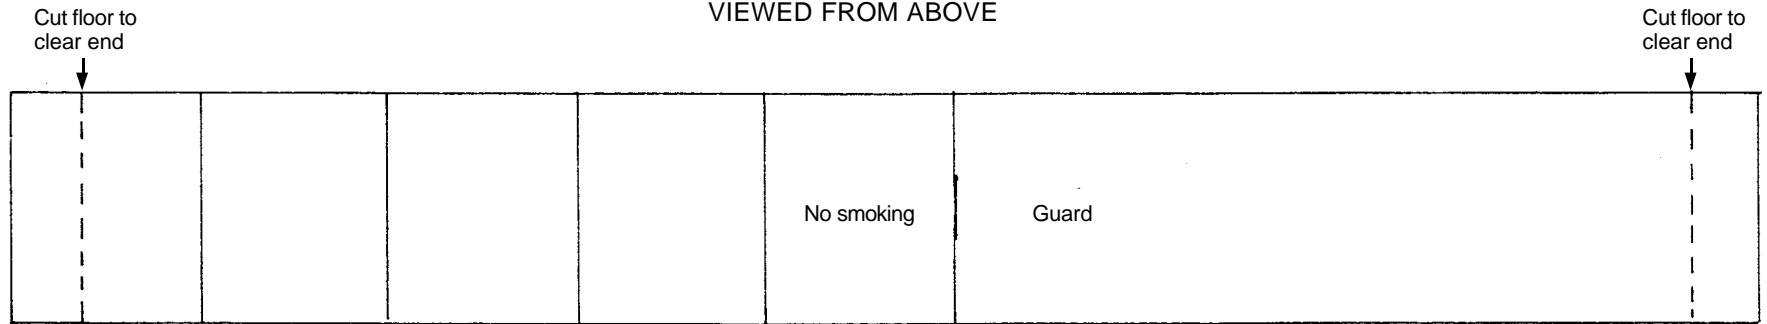 VIEWED FROM ABOVE
Cut floor to
clear end
Cut floor to
clear end
No smoking
Guard